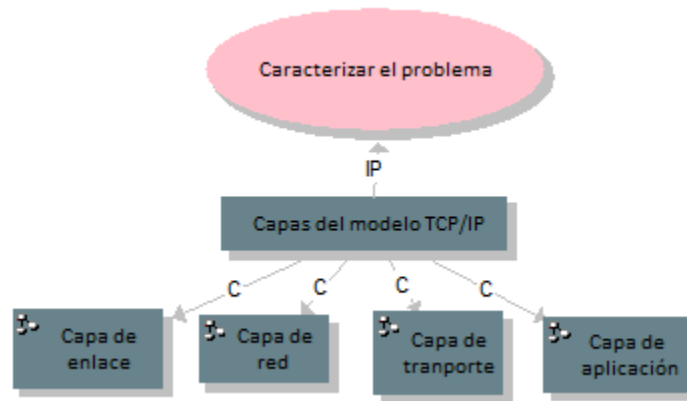 Caracterizar el problema
IP
Capas del modelo TCP/IP
C
C
C
C
Capa de
enlace
Capa de
red
Capa de
tranporte
Capa de
aplicación